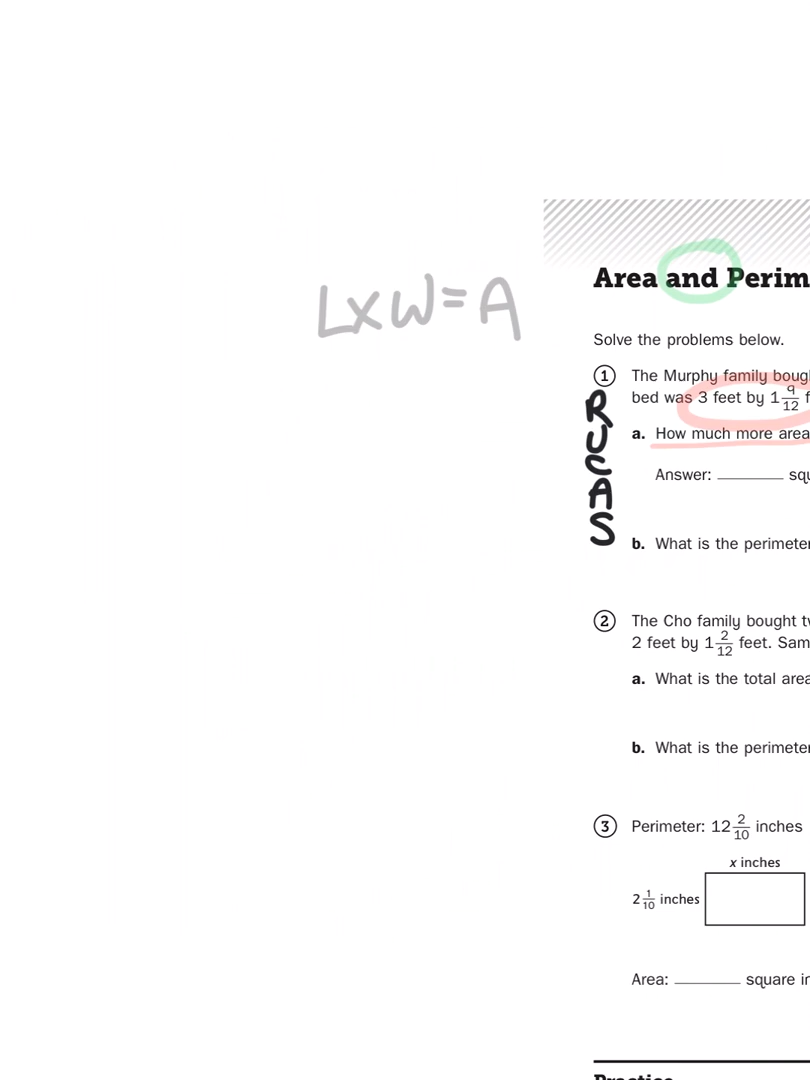 L x W = A
Area and Perim
Solve the problems below.
1 The Murphy family boug
bed was 3 feet by 1 9/12 f
RUCAS
a. How much more area
Answer: ______ squ
b. What is the perimeter
2 The Cho family bought tw
2 feet by 1 2/12 feet. Sam
a. What is the total area
b. What is the perimeter
3 Perimeter: 12 2/10 inches
x inches
2 1/10 inches
Area: ______ square in
Practice